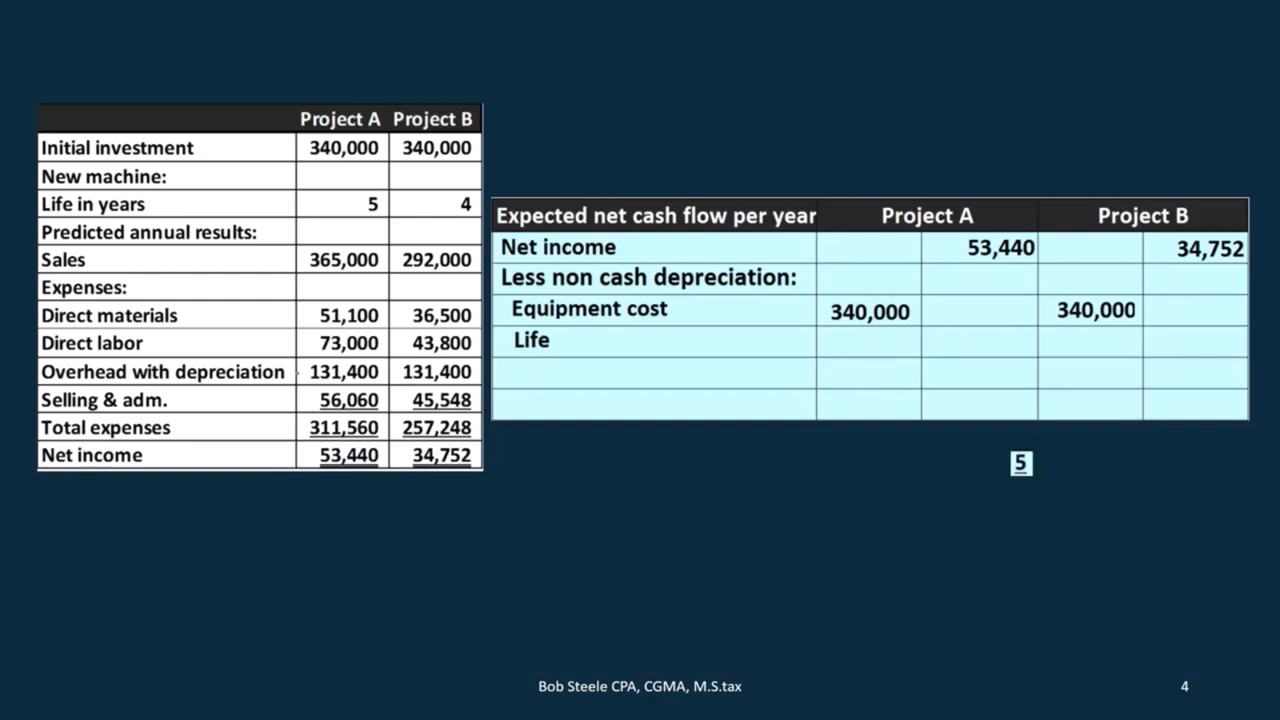 Project A Project B
Initial investment 340,000 340,000
New machine:
Life in years 5 4
Predicted annual results:
Sales 365,000 292,000
Expenses:
Direct materials 51,100 36,500
Direct labor 73,000 43,800
Overhead with depreciation 131,400 131,400
Selling & adm. 56,060 45,548
Total expenses 311,560 257,248
Net income 53,440 34,752
Expected net cash flow per year Project A Project B
Net income 53,440 34,752
Less non cash depreciation:
Equipment cost 340,000 340,000
Life
5
Bob Steele CPA, CGMA, M.S.tax
4